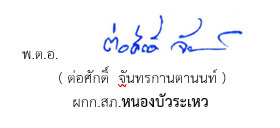 ต่อศักดิ์ จัน
พ.ต.อ.
( ต่อศักดิ์ จันทรกานตานนท์ )
ผกก.สภ.หนองบัวระเหว